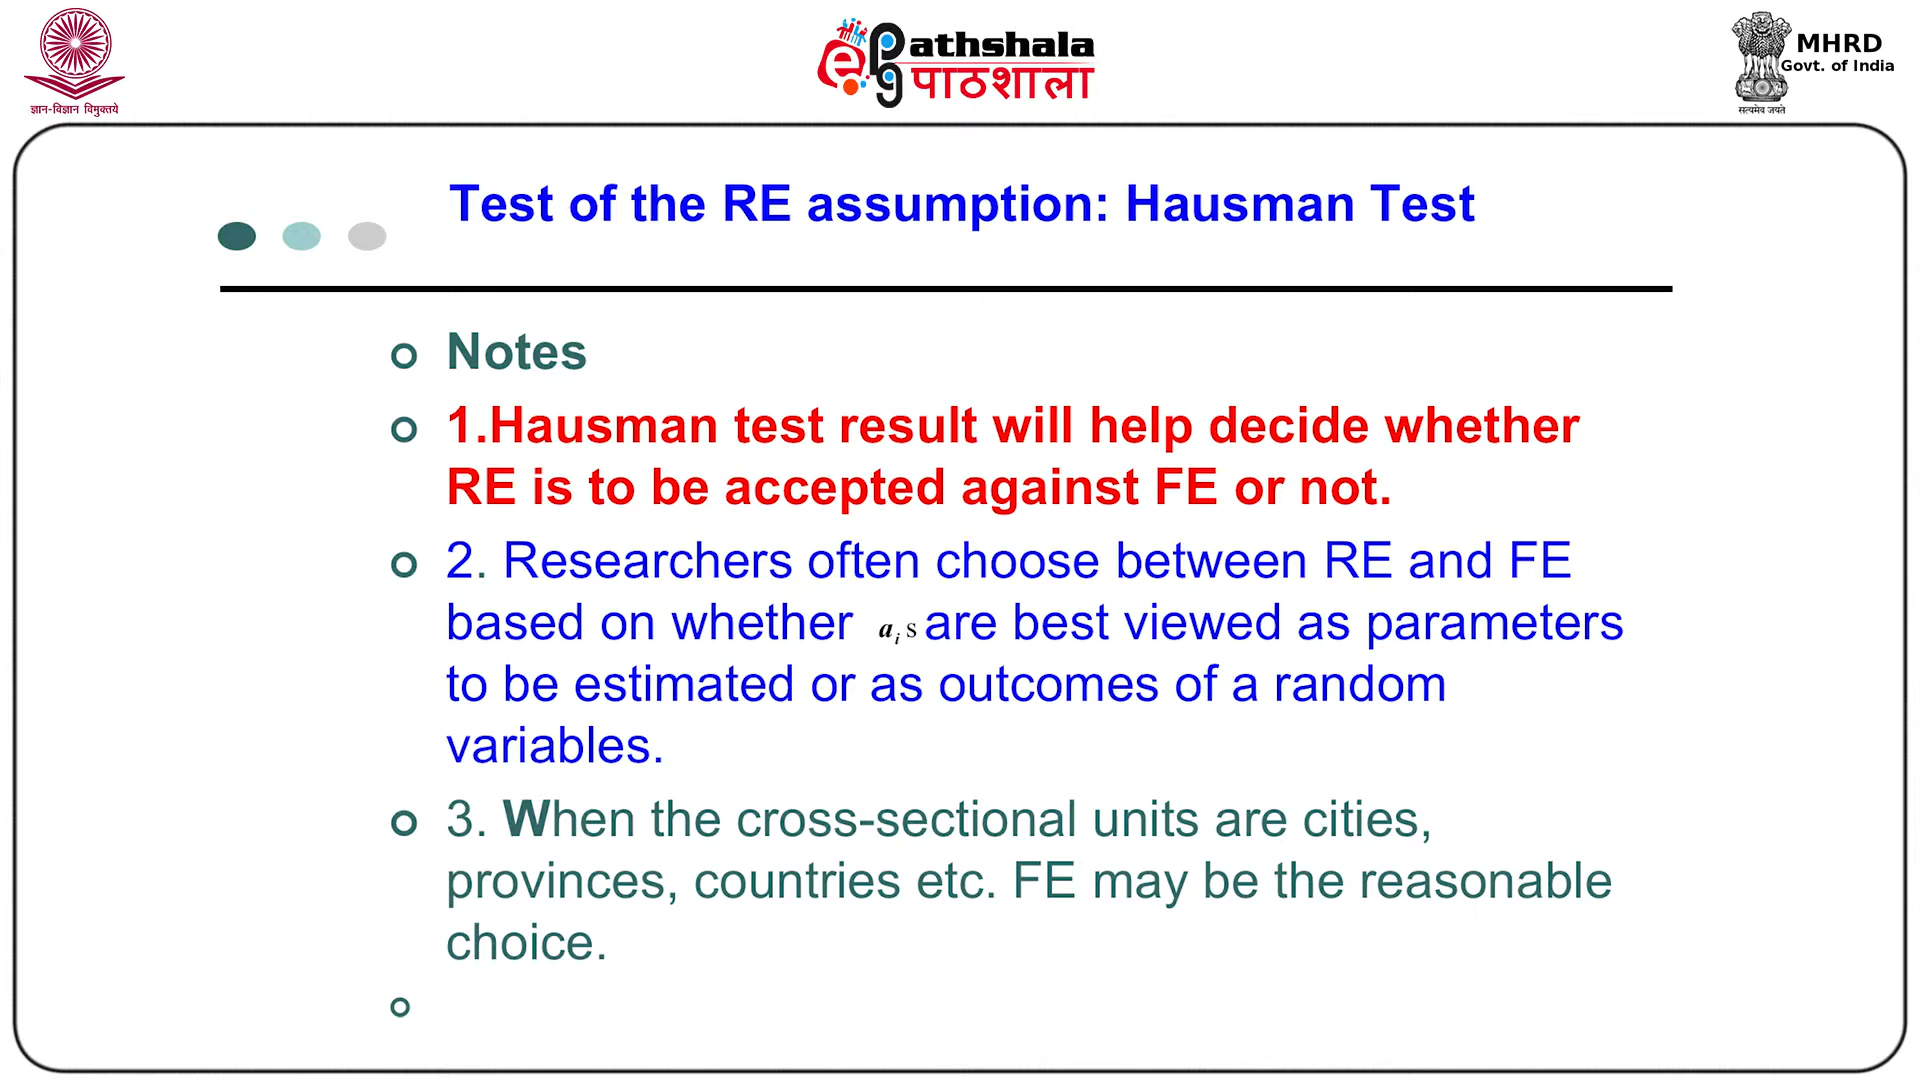 ज्ञान-विज्ञान विमुक्तये
ePG Pathshala
पाठशाला
MHRD
Govt. of India
सत्यमेव जयते
Test of the RE assumption: Hausman Test
Notes
1.Hausman test result will help decide whether
RE is to be accepted against FE or not.
2. Researchers often choose between RE and FE
based on whether a_i s are best viewed as parameters
to be estimated or as outcomes of a random
variables.
3. When the cross-sectional units are cities,
provinces, countries etc. FE may be the reasonable
choice.